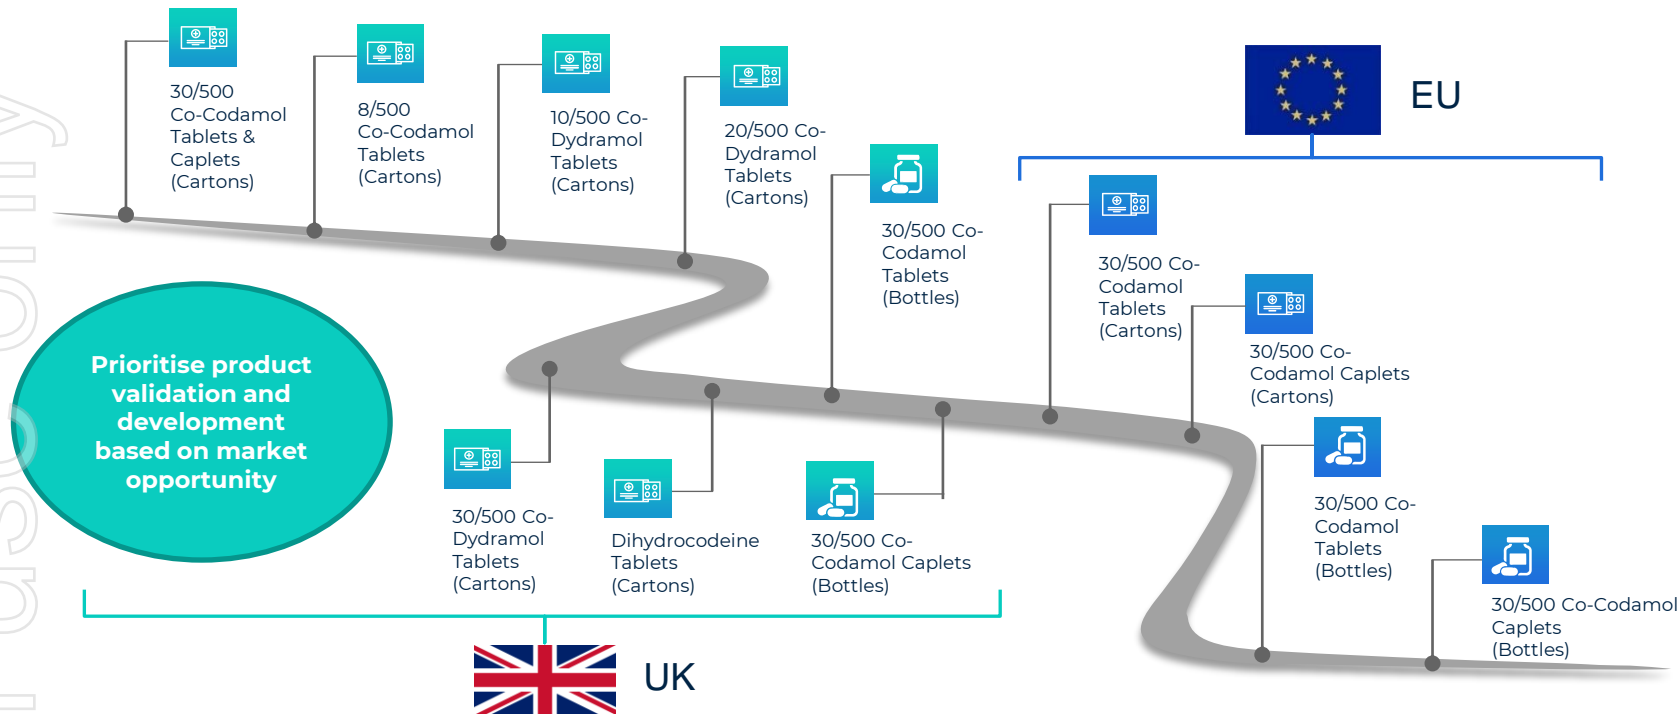 30/500
Co-Codamol
Tablets &
Caplets
(Cartons)
8/500
Co-Codamol
Tablets
(Cartons)
10/500 Co-
Dydramol
Tablets
(Cartons)
20/500 Co-
Dydramol
Tablets
(Cartons)
30/500 Co-
Codamol
Tablets
(Bottles)
EU
30/500 Co-
Codamol
Tablets
(Cartons)
30/500 Co-
Codamol Caplets
(Cartons)
Prioritise product
validation and
development
based on market
opportunity
30/500 Co-
Dydramol
Tablets
(Cartons)
Dihydrocodeine
Tablets
(Cartons)
30/500 Co-
Codamol Caplets
(Bottles)
30/500 Co-
Codamol
Tablets
(Bottles)
30/500 Co-Codamol
Caplets
(Bottles)
UK